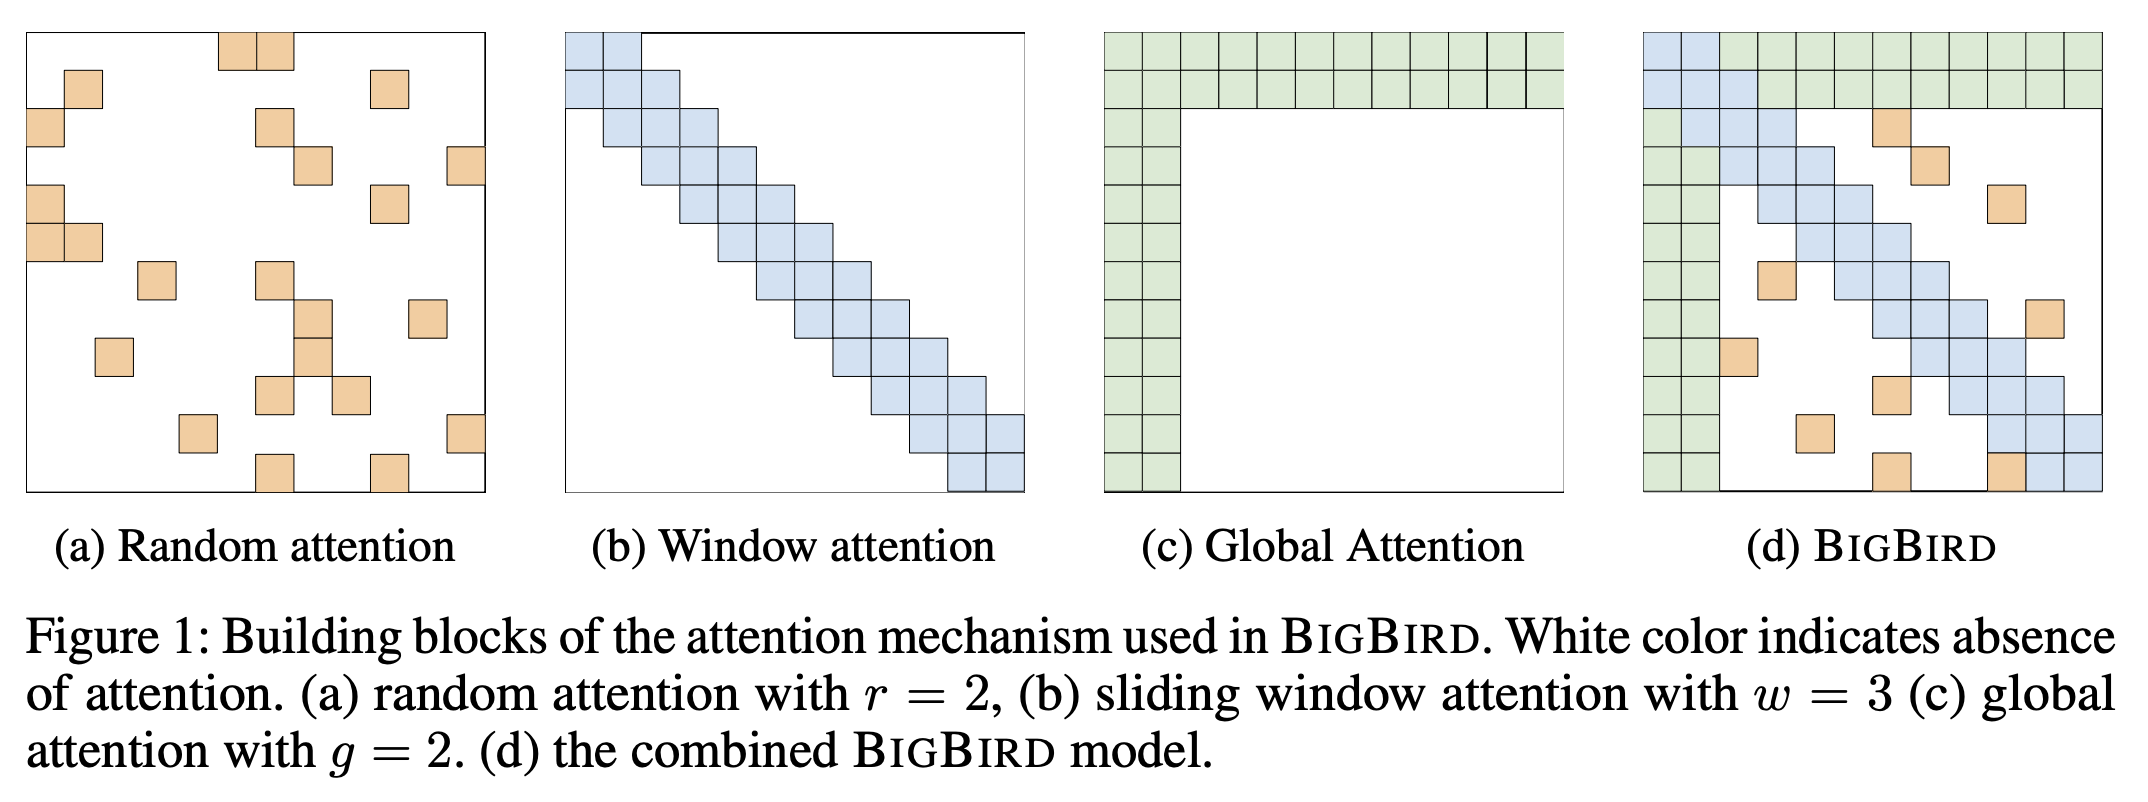 (a) Random attention
(b) Window attention
(c) Global Attention
(d) BIGBIRD
Figure 1: Building blocks of the attention mechanism used in BIGBIRD. White color indicates absence
of attention. (a) random attention with r = 2, (b) sliding window attention with w = 3 (c) global
attention with g = 2. (d) the combined BIGBIRD model.